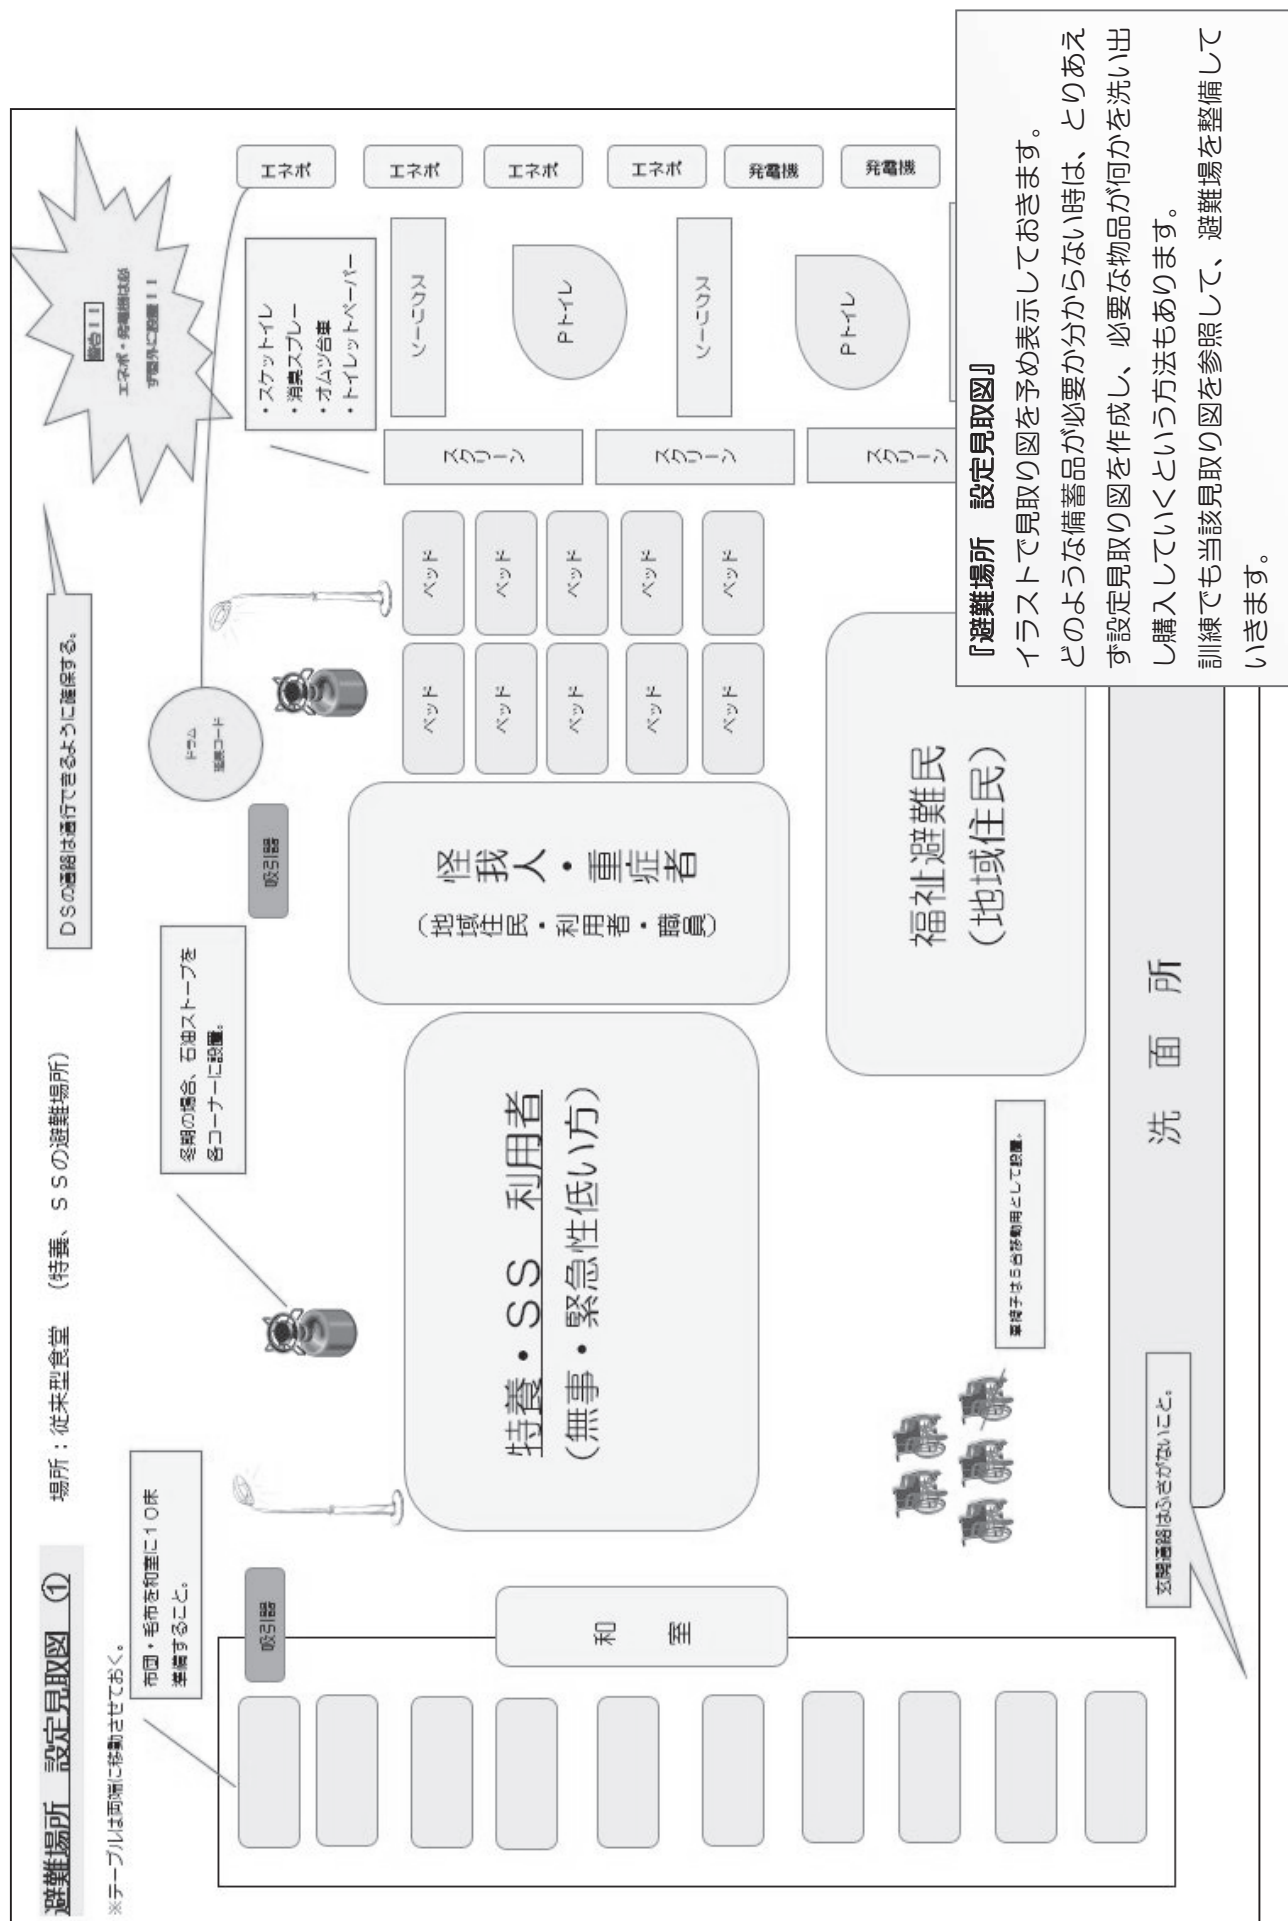 避難場所　設定見取図　①
場所：従来型食堂　（特養、ＳＳの避難場所）
※テーブルは両端に移動させておく。
布団・毛布を和室に１０床
準備すること。
冬期の場合、石油ストーブを
各コーナーに設置。
ＤＳの通路は通行できるように確保する。
エネポ・発電機は必
ず屋外に設置！！
吸引器
吸引器
ドラム
延長コード
・スケットイレ
・消臭スプレー
・オムツ台車
・トイレットペーパー
エネポ
エネポ
エネポ
エネポ
発電機
発電機
和　室
特養・ＳＳ　利用者
（無事・緊急性低い方）
怪我人・重症者
（地域住民・利用者・職員）
ベッド
ベッド
ベッド
ベッド
ベッド
ベッド
ベッド
ベッド
ベッド
ベッド
スクリーン
スクリーン
スクリーン
スクリーン
スクリーン
Ｐトイレ
Ｐトイレ
福祉避難民
（地域住民）
車椅子は５台移動用として設置。
洗　面　所
玄関通路はふさがないこと。
『避難場所　設定見取図』
イラストで見取り図を予め表示しておきます。
どのような備蓄品が必要か分からない時は、とりあえ
ず設定見取り図を作成し、必要な物品が何かを洗い出
し購入していくという方法もあります。
訓練でも当該見取り図を参照して、避難場を整備して
いきます。